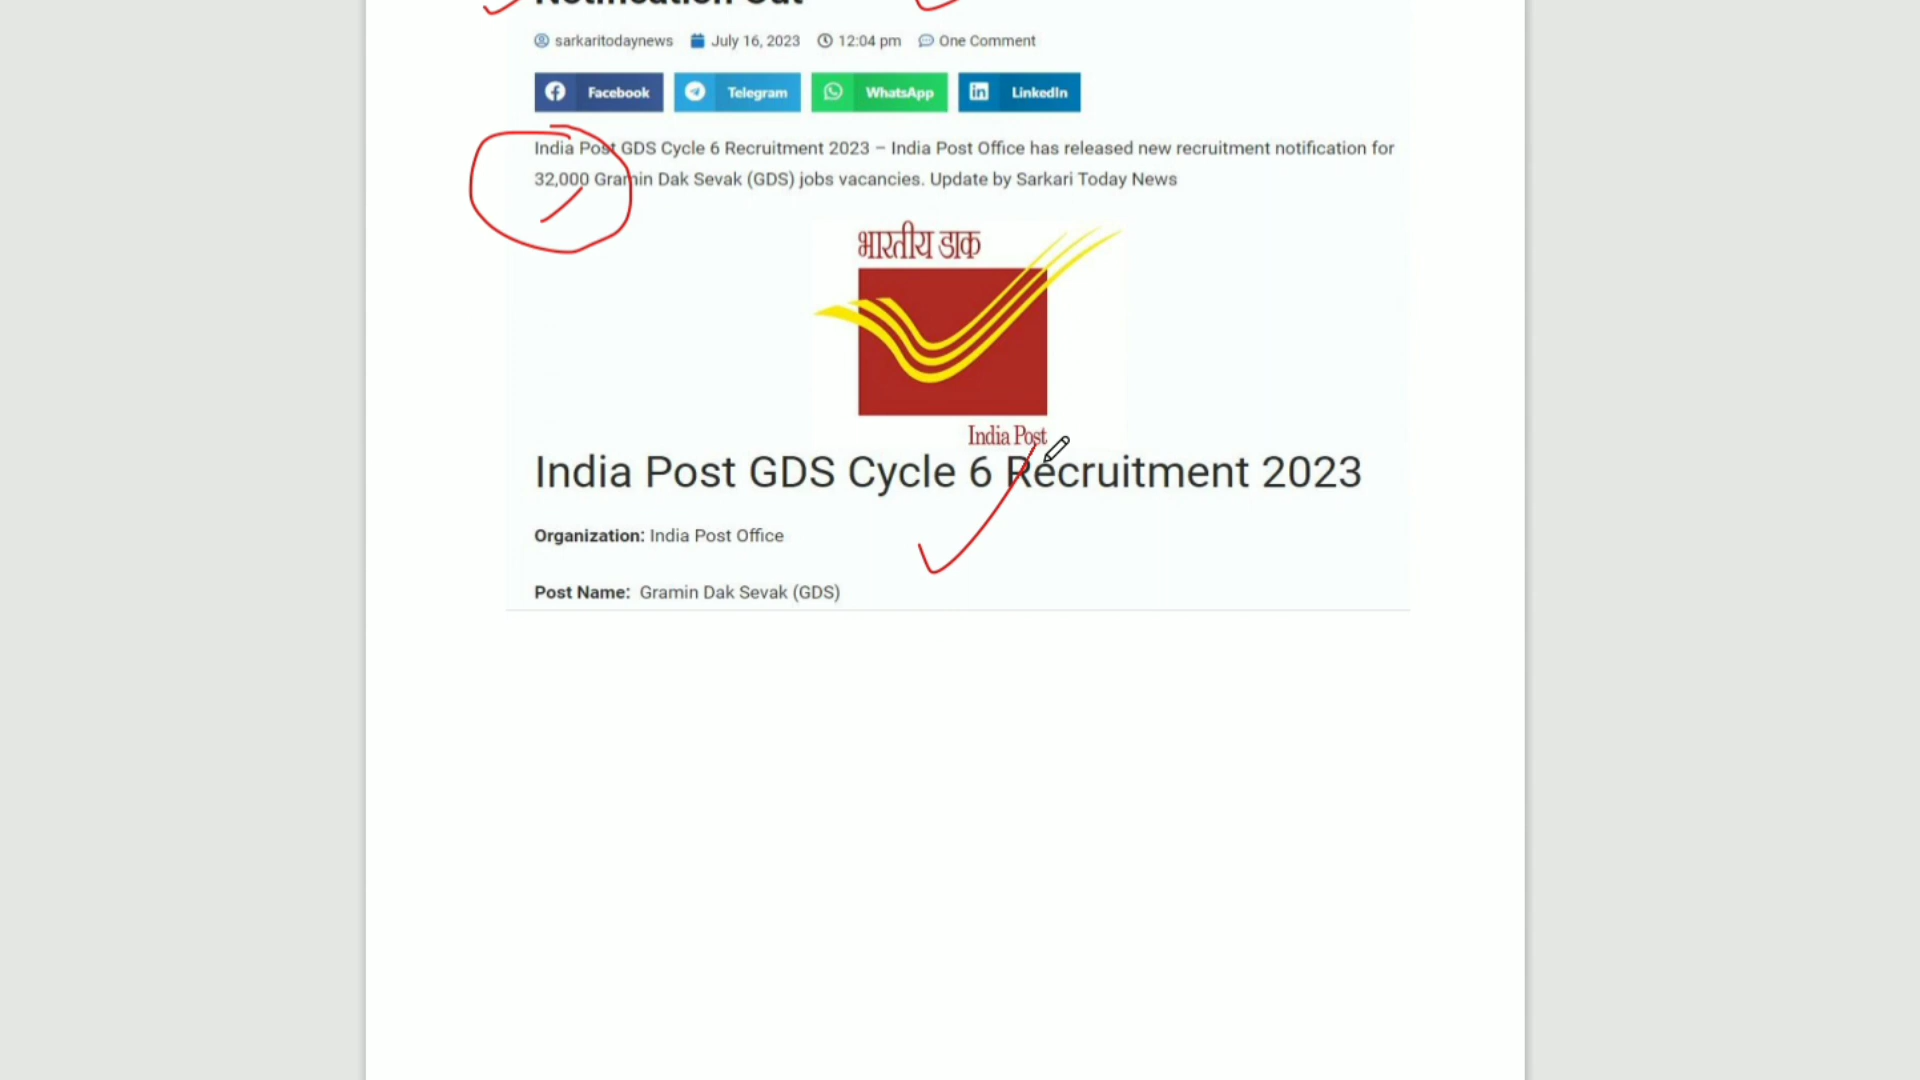 Notification Out
sarkaritodaynews July 16, 2023 12:04 pm One Comment
Facebook Telegram WhatsApp LinkedIn
India Post GDS Cycle 6 Recruitment 2023 – India Post Office has released new recruitment notification for
32,000 Gramin Dak Sevak (GDS) jobs vacancies. Update by Sarkari Today News
भारतीय डाक
India Post
India Post GDS Cycle 6 Recruitment 2023
Organization: India Post Office
Post Name: Gramin Dak Sevak (GDS)